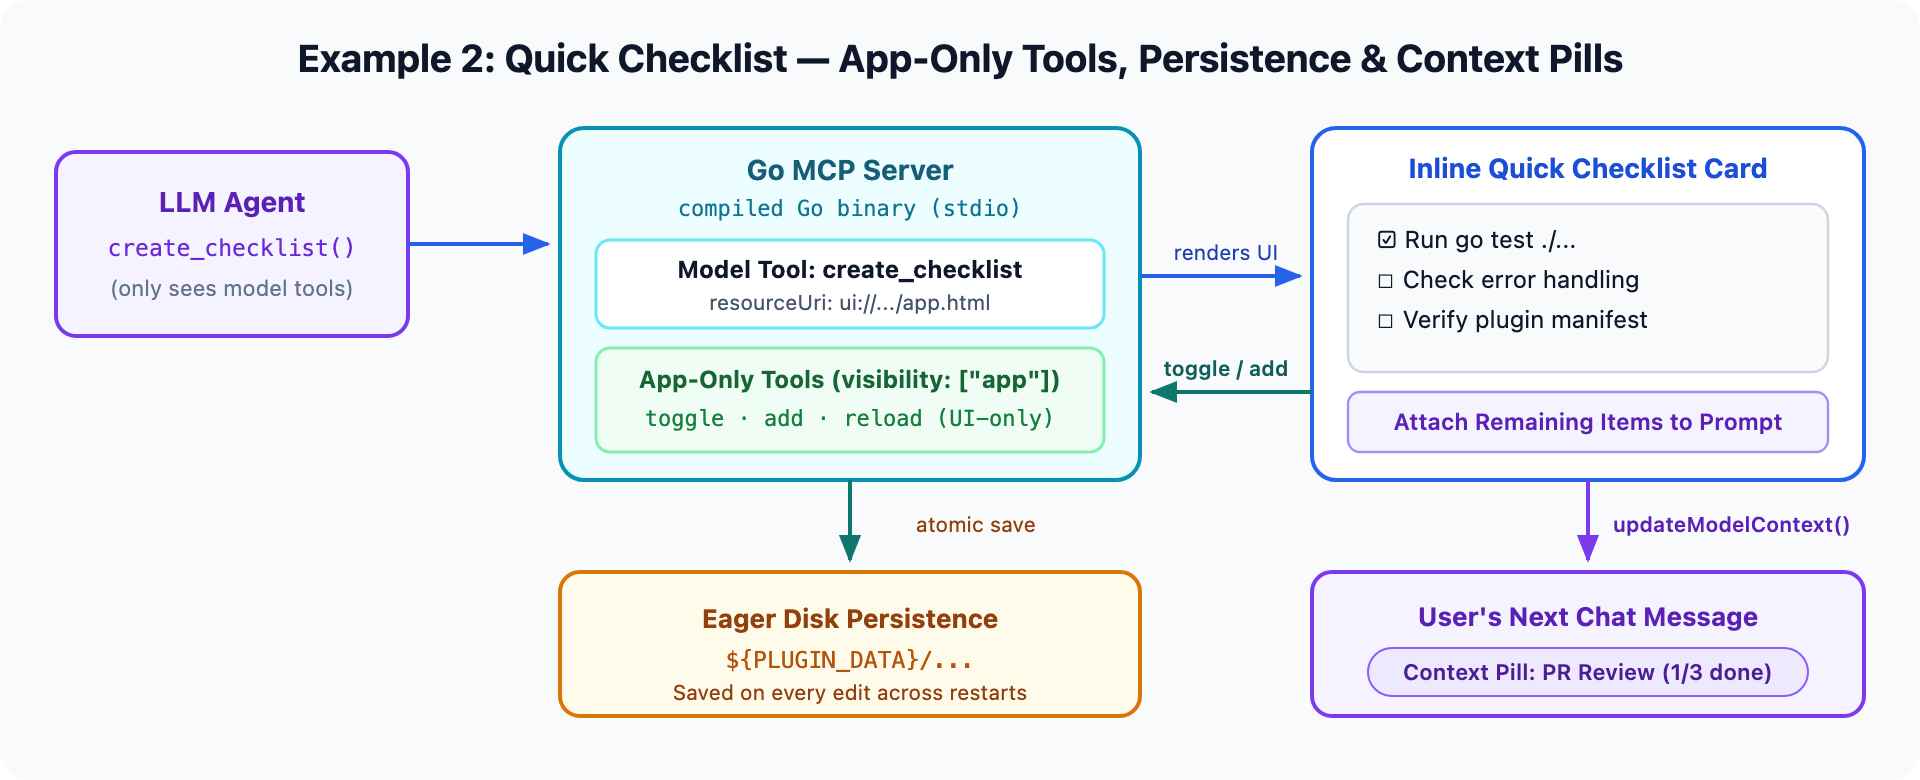 Example 2: Quick Checklist — App-Only Tools, Persistence & Context Pills
LLM Agent
create_checklist()
(only sees model tools)
Go MCP Server
compiled Go binary (stdio)
Model Tool: create_checklist
resourceUri: ui://.../app.html
App-Only Tools (visibility: ["app"])
toggle · add · reload (UI-only)
renders UI
toggle / add
Inline Quick Checklist Card
☑ Run go test ./...
☐ Check error handling
☐ Verify plugin manifest
Attach Remaining Items to Prompt
atomic save
updateModelContext()
Eager Disk Persistence
${PLUGIN_DATA}/...
Saved on every edit across restarts
User's Next Chat Message
Context Pill: PR Review (1/3 done)